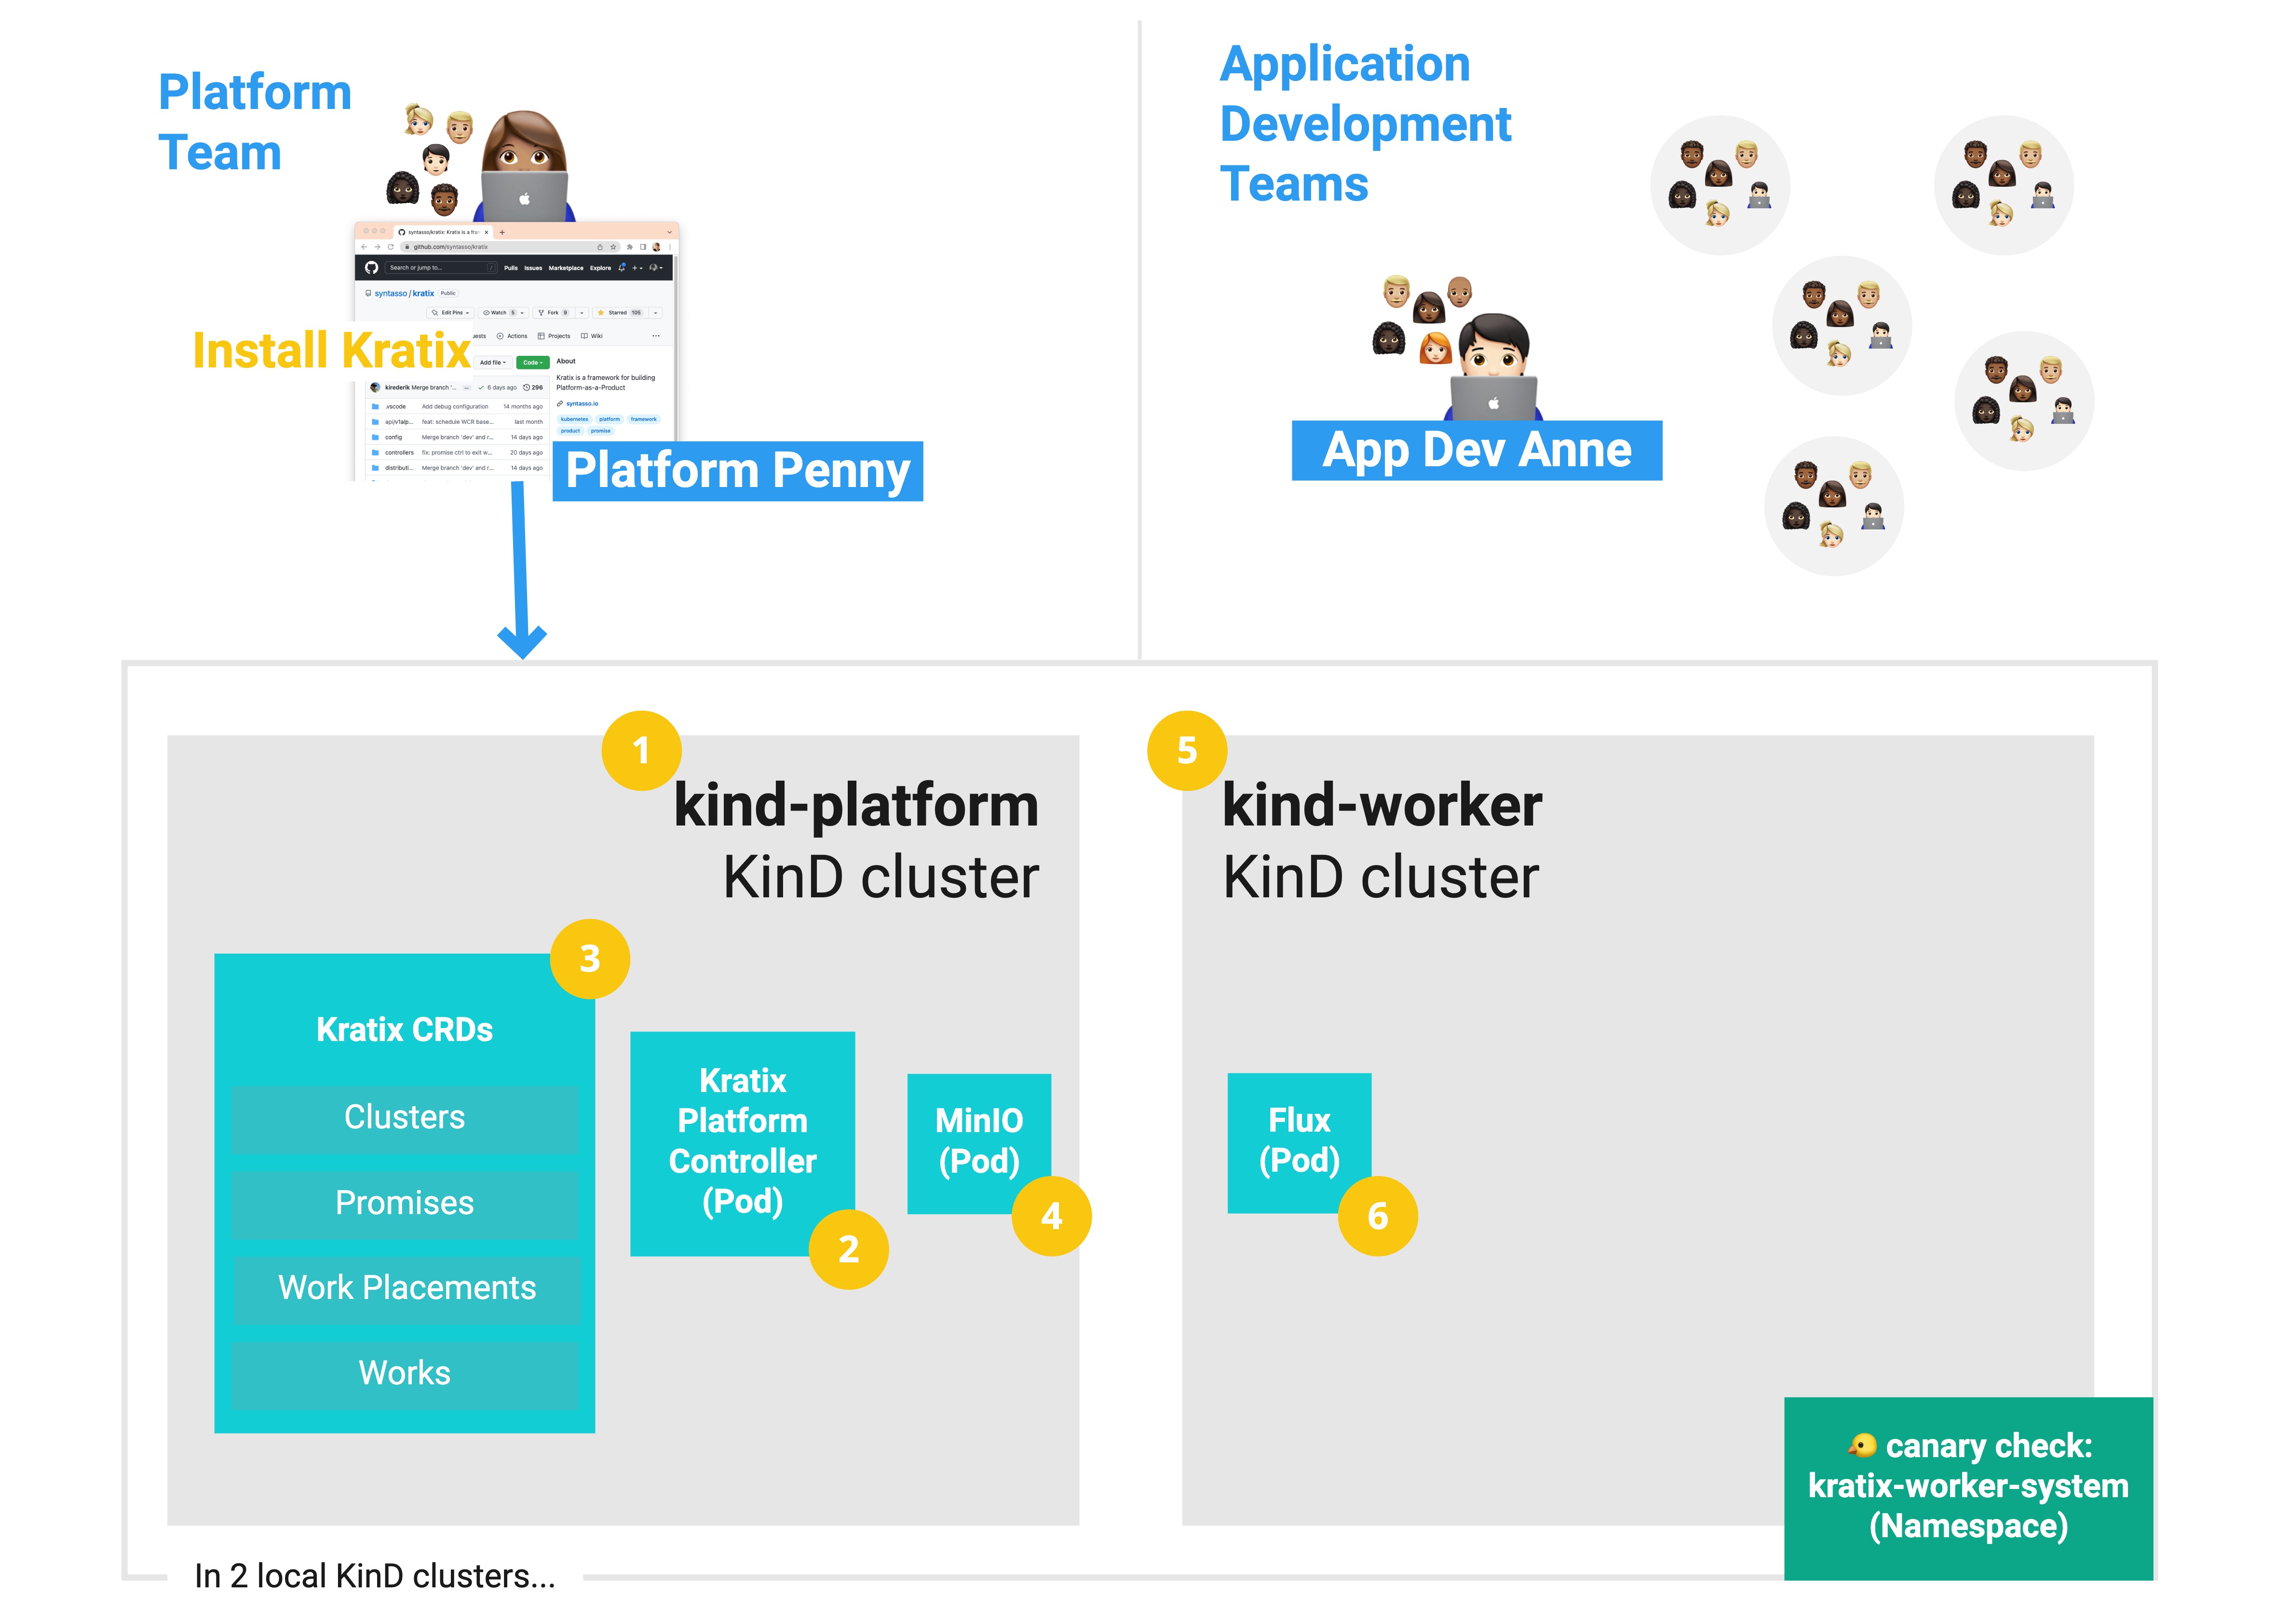 Platform
Team
syntasso/kratix: Kratix is a fra
github.com/syntasso/kratix
Search or jump to...
/
Pulls Issues Marketplace Explore
syntasso / kratix Public
Edit Pins Watch 5 Fork 9 Starred 105
Actions Projects Wiki
Install Kratix
Add file Code
About
Kratix is a framework for building
Platform-as-a-Product
syntasso.io
kubernetes platform framework
product promise
kirederik Merge branch '... 6 days ago 296
.vscode Add debug configuration 14 months ago
api/v1alp... feat: schedule WCR base... last month
config Merge branch 'dev' and r... 14 days ago
controllers fix: promise ctrl to exit w... 20 days ago
distributi... Merge branch 'dev' and r... 14 days ago
Platform Penny
Application
Development
Teams
App Dev Anne
1
kind-platform
KinD cluster
3
Kratix CRDs
Clusters
Promises
Work Placements
Works
Kratix
Platform
Controller
(Pod)
2
MinIO
(Pod)
4
5
kind-worker
KinD cluster
Flux
(Pod)
6
canary check:
kratix-worker-system
(Namespace)
In 2 local KinD clusters...